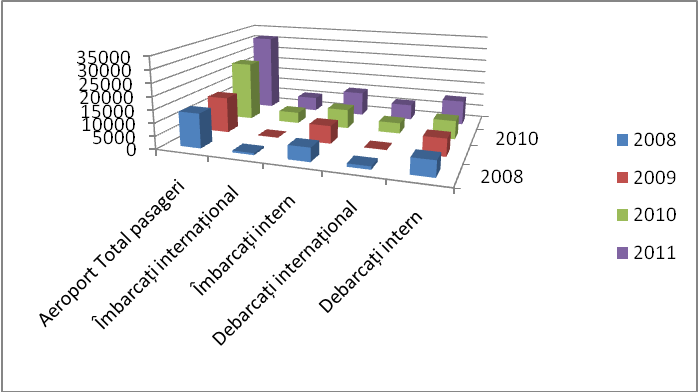 35000
30000
25000
20000
15000
10000
5000
0
2010
2008
Aeroport Total pasageri
Îmbarcați internațional
Îmbarcați intern
Debarcați internațional
Debarcați intern
2008
2009
2010
2011